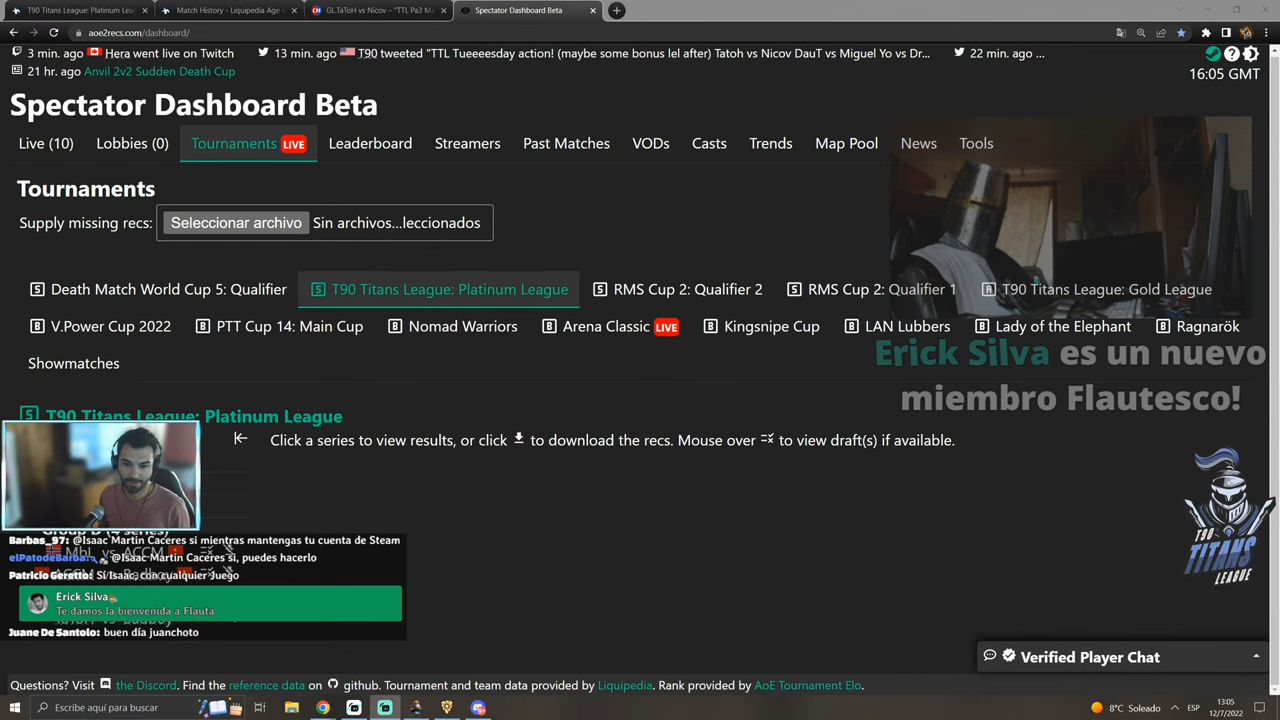 T90 Titans League: Platinum Leag
Match History - Liquipedia Age c
GL.TaToH vs Nicov - "TTL Pa3 Ma
Spectator Dashboard Beta
aoe2recs.com/dashboard/
3 min. ago Hera went live on Twitch 13 min. ago T90 tweeted "TTL Tueeeesday action! (maybe some bonus lel after) Tatoh vs Nicov DauT vs Miguel Yo vs Dr... 22 min. ago ...
21 hr. ago Anvil 2v2 Sudden Death Cup
16:05 GMT
Spectator Dashboard Beta
Live (10) Lobbies (0) Tournaments LIVE Leaderboard Streamers Past Matches VODs Casts Trends Map Pool News Tools
Tournaments
Supply missing recs: Seleccionar archivo Sin archivos...leccionados
S Death Match World Cup 5: Qualifier S T90 Titans League: Platinum League S RMS Cup 2: Qualifier 2 S RMS Cup 2: Qualifier 1 A T90 Titans League: Gold League
B V.Power Cup 2022 B PTT Cup 14: Main Cup B Nomad Warriors B Arena Classic LIVE B Kingsnipe Cup B LAN Lubbers B Lady of the Elephant B Ragnarök
Showmatches
Erick Silva es un nuevo
miembro Flautesco!
S T90 Titans League: Platinum League
Click a series to view results, or click to download the recs. Mouse over to view draft(s) if available.
Group D (4 series)
Barbas_97: @Isaac Martin Caceres si mientras mantengas tu cuenta de Steam
MbL vs ACCM
elPatodeBarba: @Isaac Martin Caceres si, puedes hacerlo
Patricio Geretto: Sí Isaac, con cualquier Juego
Erick Silva
Te damos la bienvenida a Flauta
Juane De Santolo: buen día juanchoto
T90
TITANS
LEAGUE
Verified Player Chat
Questions? Visit the Discord. Find the reference data on github. Tournament and team data provided by Liquipedia. Rank provided by AoE Tournament Elo.
Escribe aquí para buscar
8°C Soleado
ESP
13:05
12/7/2022